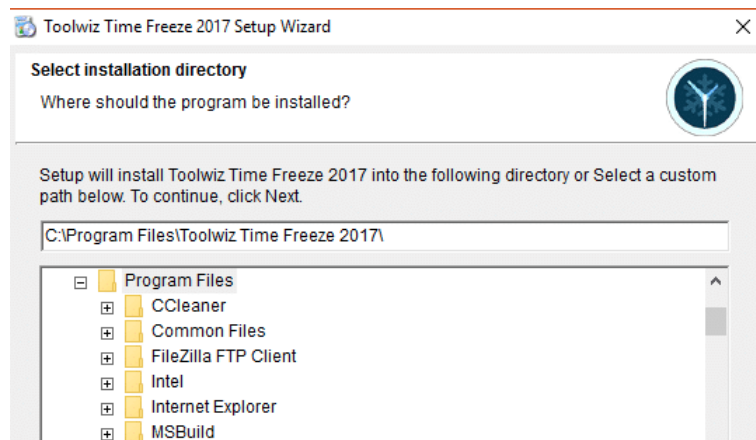 Toolwiz Time Freeze 2017 Setup Wizard
Select installation directory
Where should the program be installed?
Setup will install Toolwiz Time Freeze 2017 into the following directory or Select a custom
path below. To continue, click Next.
C:\Program Files\Toolwiz Time Freeze 2017\
Program Files
CCleaner
Common Files
FileZilla FTP Client
Intel
Internet Explorer
MSBuild